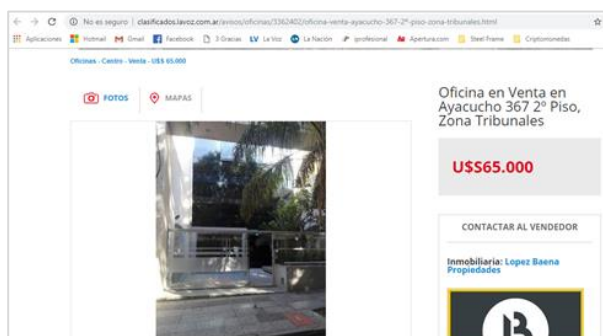 No es seguro | clasificados.lavoz.com.ar/avisos/oficinas/3362402/oficina-venta-ayacucho-367-2º-piso-zona-tribunales.html
Aplicaciones Hotmail Gmail Facebook 3 Gracias LV La Voz La Nación iprofesional Apertura.com Steel Frame Criptomonedas
Oficinas - Centro - Venta - U$S 65.000
FOTOS MAPAS
Oficina en Venta en
Ayacucho 367 2º Piso,
Zona Tribunales
U$S65.000
CONTACTAR AL VENDEDOR
Inmobiliaria: Lopez Baena
Propiedades